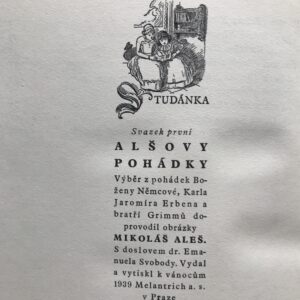 STUDÁNKA
Svazek první
ALŠOVY
POHÁDKY
Výběr z pohádek Bo-
ženy Němcové, Karla
Jaromíra Erbena a
bratří Grimmů do-
provodil obrázky
MIKOLÁŠ ALEŠ.
S doslovem dr. Ema-
nuela Svobody. Vydal
a vytiskl k vánocům
1939 Melantrich a. s.
v Praze